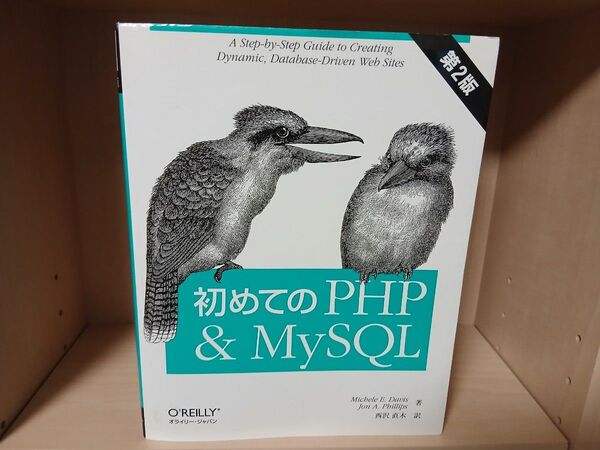 A Step-by-Step Guide to Creating
Dynamic, Database-Driven Web Sites
第2版
初めてのPHP
& MySQL
Michele E. Davis
Jon A. Phillips 著
西沢 直木 訳
O'REILLY®
オライリー・ジャパン